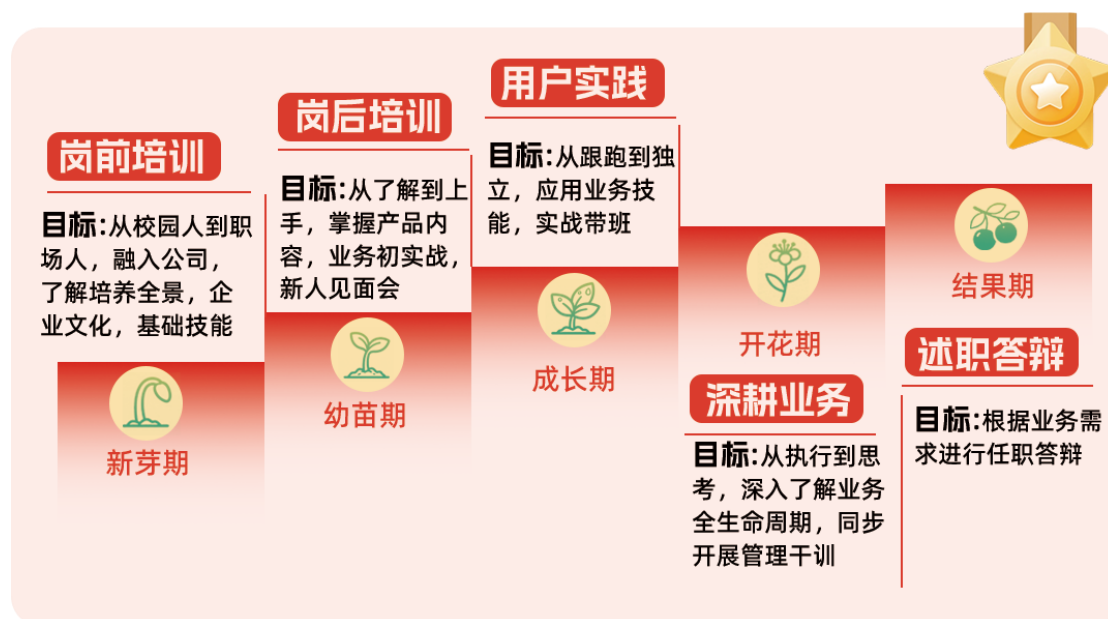 岗前培训
目标:从校园人到职
场人，融入公司，
了解培养全景，企
业文化，基础技能
新芽期
岗后培训
目标:从了解到上
手，掌握产品内
容，业务初实战，
新人见面会
幼苗期
用户实践
目标:从跟跑到独
立，应用业务技
能，实战带班
成长期
开花期
深耕业务
目标:从执行到思
考，深入了解业务
全生命周期，同步
开展管理干训
结果期
述职答辩
目标:根据业务需
求进行任职答辩